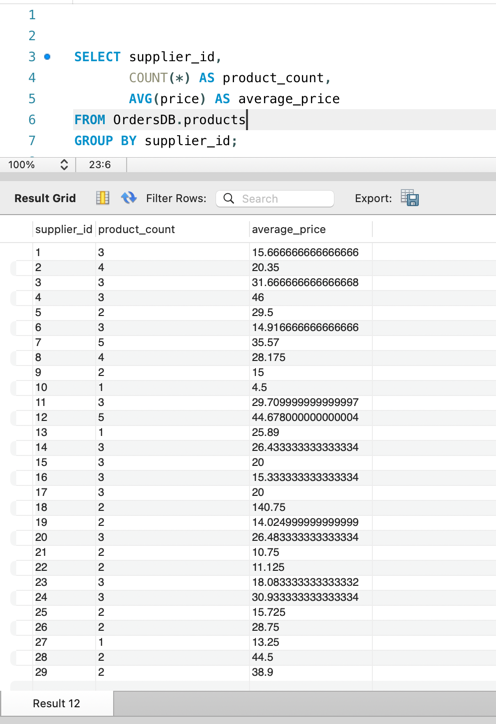 1
2
3 SELECT supplier_id,
4 COUNT(*) AS product_count,
5 AVG(price) AS average_price
6 FROM OrdersDB.products
7 GROUP BY supplier_id;
100% 23:6
Result Grid Filter Rows: Search Export:
supplier_id product_count average_price
1 3 15.666666666666666
2 4 20.35
3 3 31.666666666666668
4 3 46
5 2 29.5
6 3 14.916666666666666
7 5 35.57
8 4 28.175
9 2 15
10 1 4.5
11 3 29.709999999999997
12 5 44.678000000000004
13 1 25.89
14 3 26.433333333333334
15 3 20
16 3 15.333333333333334
17 3 20
18 2 140.75
19 2 14.024999999999999
20 3 26.483333333333334
21 2 10.75
22 2 11.125
23 3 18.083333333333332
24 3 30.933333333333334
25 2 15.725
26 2 28.75
27 1 13.25
28 2 44.5
29 2 38.9
Result 12